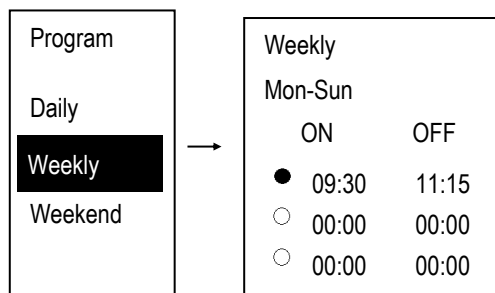 Program
Daily
Weekly
Weekend
Weekly
Mon-Sun
ON OFF
09:30 11:15
00:00 00:00
00:00 00:00